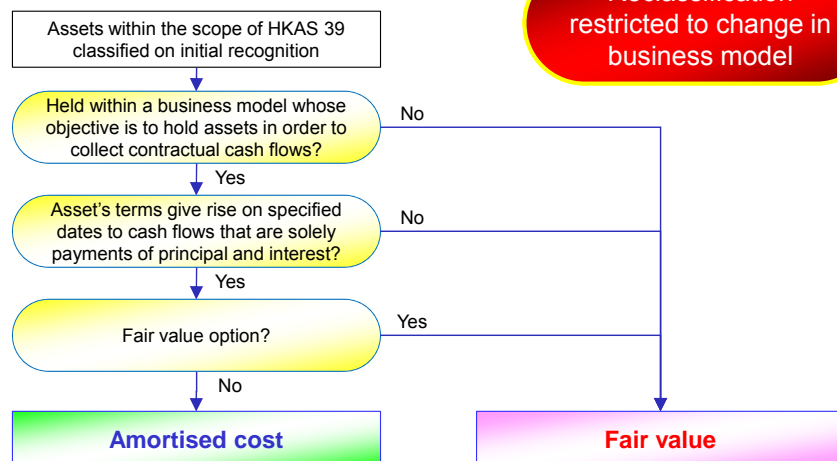 Reclassification
restricted to change in
business model
Assets within the scope of HKAS 39
classified on initial recognition
Held within a business model whose
objective is to hold assets in order to
collect contractual cash flows?
No
Yes
Asset's terms give rise on specified
dates to cash flows that are solely
payments of principal and interest?
No
Yes
Fair value option?
Yes
No
Amortised cost
Fair value